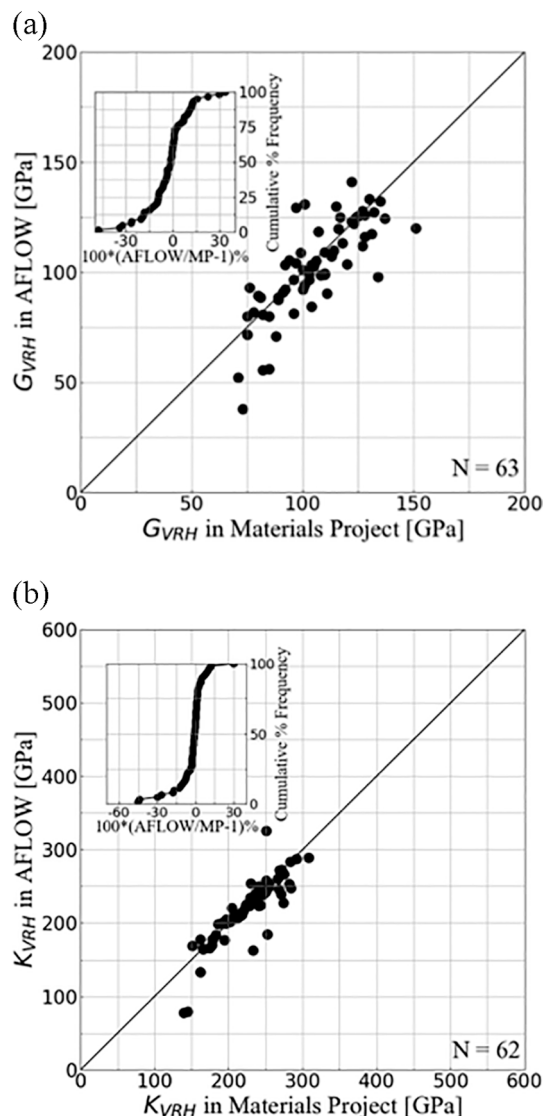 (a)
200
150
100
50
0
G_VRH in AFLOW [GPa]
100
75
50
25
0
Cumulative % Frequency
-30 0 30
100*(AFLOW/MP-1)%
N = 63
0 50 100 150 200
G_VRH in Materials Project [GPa]
(b)
600
500
400
300
200
100
0
K_VRH in AFLOW [GPa]
100
50
0
Cumulative % Frequency
-60 -30 0 30
100*(AFLOW/MP-1)%
N = 62
0 100 200 300 400 500 600
K_VRH in Materials Project [GPa]